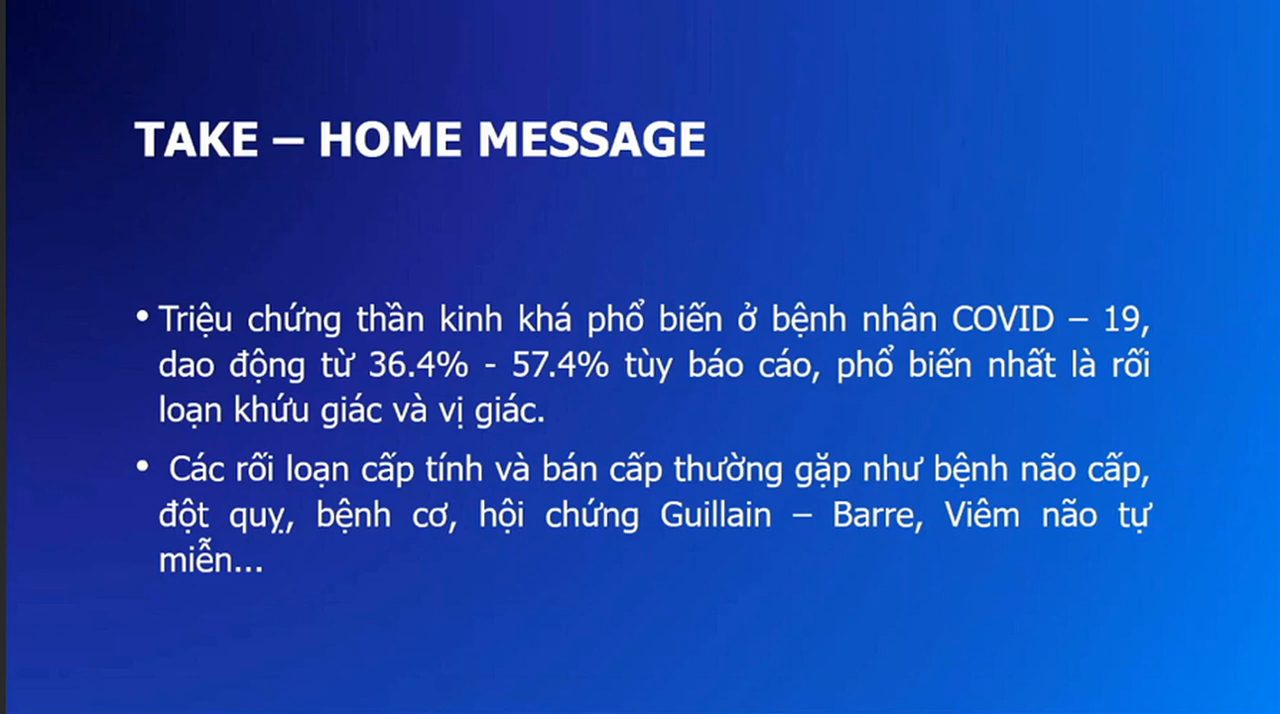 TAKE – HOME MESSAGE
• Triệu chứng thần kinh khá phổ biến ở bệnh nhân COVID – 19,
dao động từ 36.4% - 57.4% tùy báo cáo, phổ biến nhất là rối
loạn khứu giác và vị giác.
• Các rối loạn cấp tính và bán cấp thường gặp như bệnh não cấp,
đột quỵ, bệnh cơ, hội chứng Guillain – Barre, Viêm não tự
miễn...